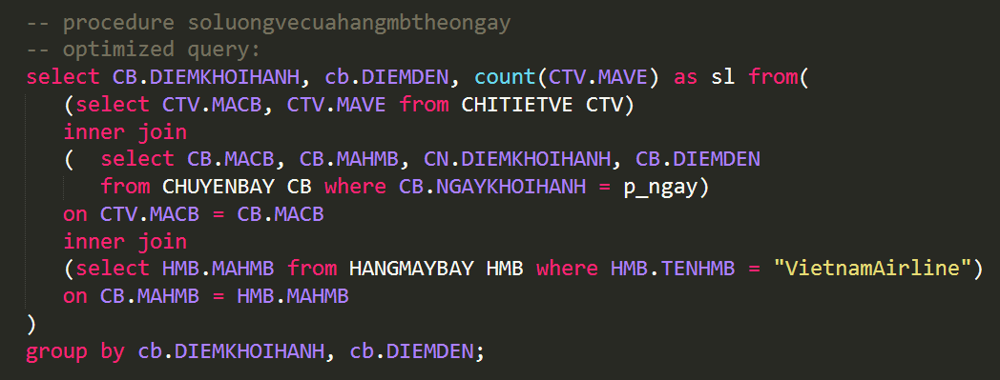 -- procedure soluongvecuahangmbtheongay
-- optimized query:
select CB.DIEMKHOIHANH, cb.DIEMDEN, count(CTV.MAVE) as sl from(
(select CTV.MACB, CTV.MAVE from CHITIETVE CTV)
inner join
( select CB.MACB, CB.MAHMB, CN.DIEMKHOIHANH, CB.DIEMDEN
from CHUYENBAY CB where CB.NGAYKHOIHANH = p_ngay)
on CTV.MACB = CB.MACB
inner join
(select HMB.MAHMB from HANGMAYBAY HMB where HMB.TENHMB = "VietnamAirline")
on CB.MAHMB = HMB.MAHMB
)
group by cb.DIEMKHOIHANH, cb.DIEMDEN;